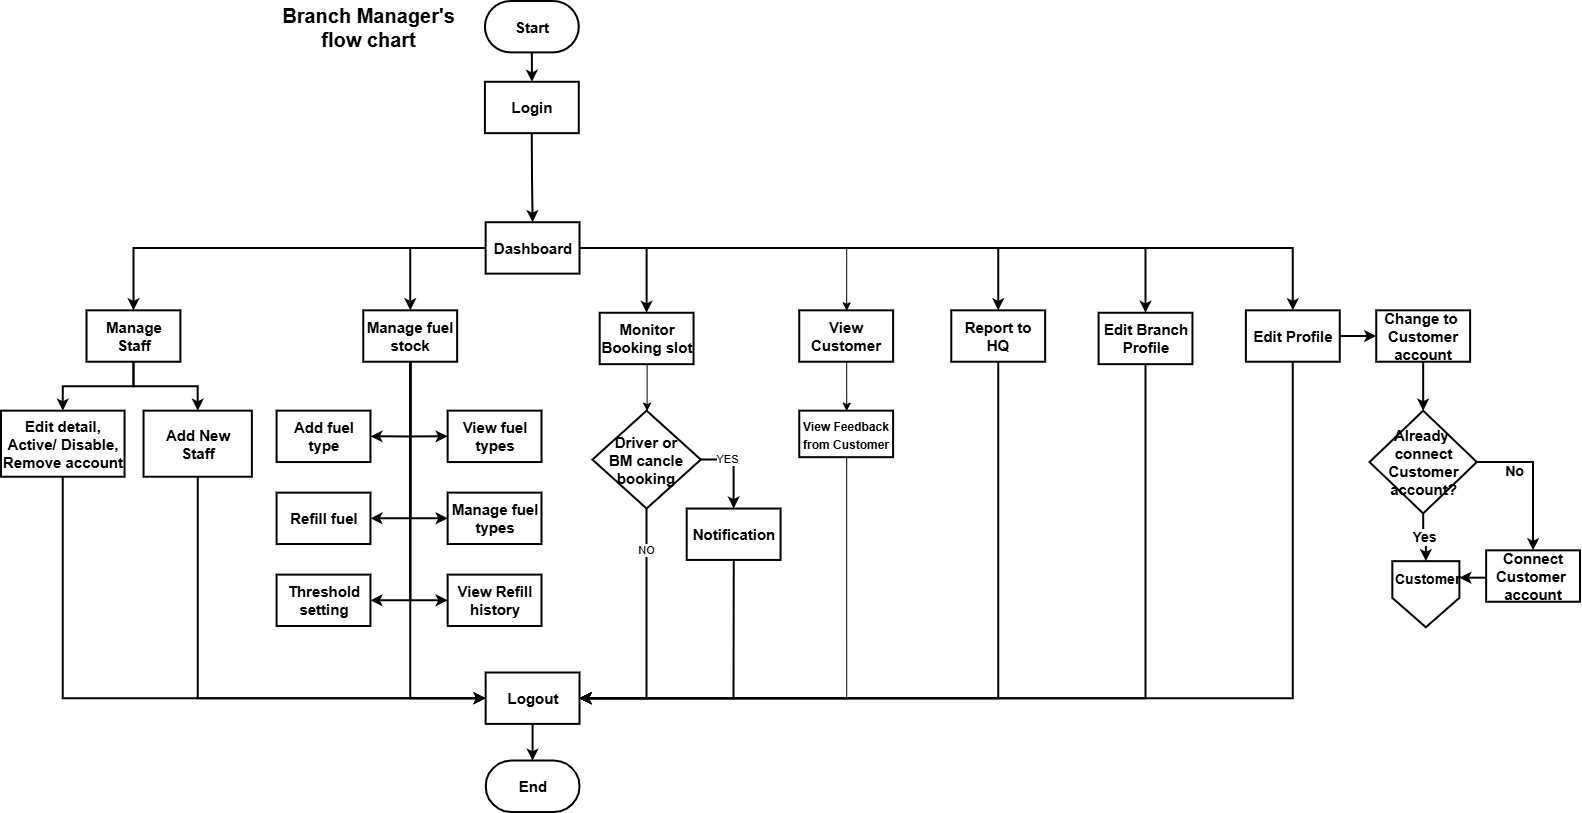 Branch Manager's
flow chart
Start
Login
Dashboard
Manage
Staff
Manage fuel
stock
Monitor
Booking slot
View
Customer
Report to
HQ
Edit Branch
Profile
Edit Profile
Change to
Customer
account
Edit detail,
Active/ Disable,
Remove account
Add New
Staff
Add fuel
type
View fuel
types
Refill fuel
Manage fuel
types
Threshold
setting
View Refill
history
Driver or
BM cancle
booking
YES
NO
Notification
View Feedback
from Customer
Already
connect
Customer
account?
No
Yes
Customer
Connect
Customer
account
Logout
End